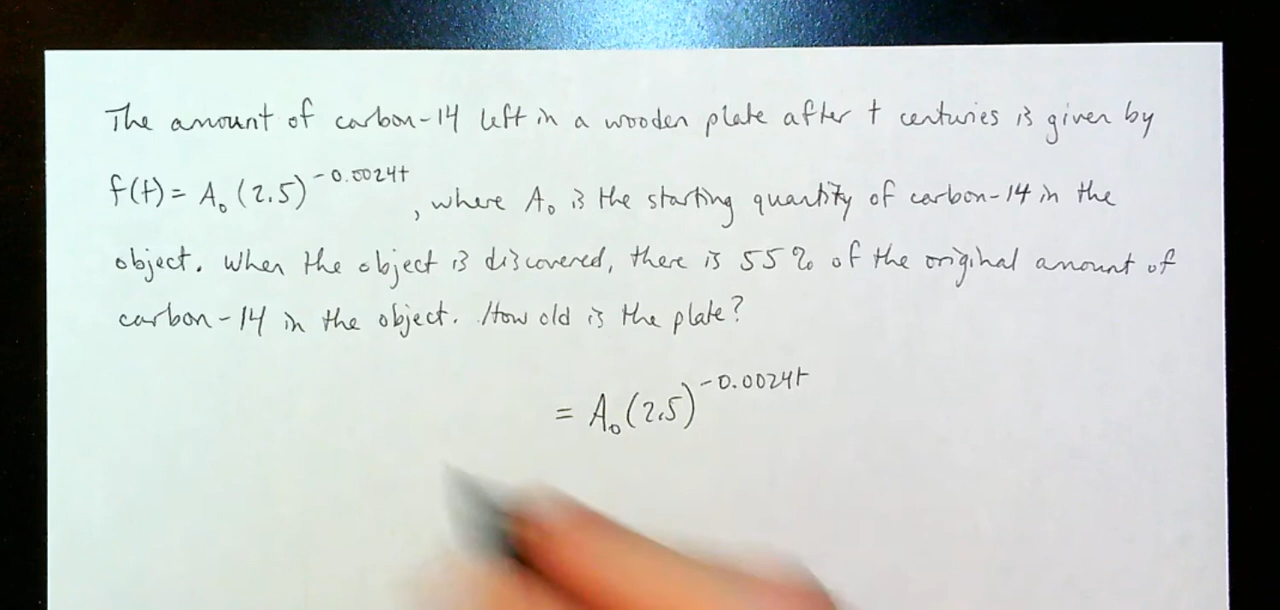 The amount of carbon-14 left in a wooden plate after t centuries is given by
f(t) = A₀ (2.5)^(-0.0024t), where A₀ is the starting quantity of carbon-14 in the
object. When the object is discovered, there is 55% of the original amount of
carbon-14 in the object. How old is the plate?
= A₀ (2.5)^(-0.0024t)